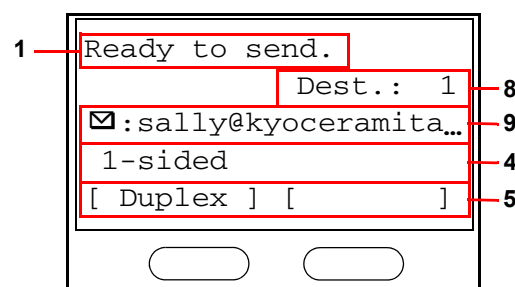 1 Ready to send.
Dest.: 1 8
:sally@kyoceramita… 9
1-sided 4
[ Duplex ] [ ] 5